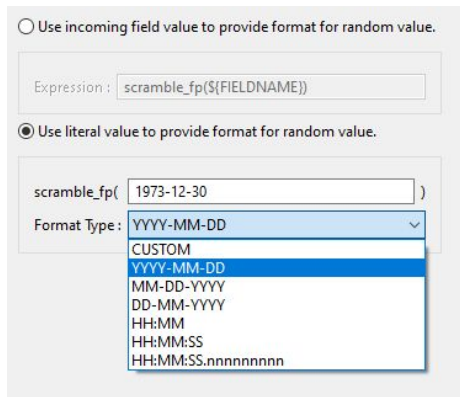 Use incoming field value to provide format for random value.
Expression : scramble_fp(${FIELDNAME})
Use literal value to provide format for random value.
scramble_fp( 1973-12-30 )
Format Type : YYYY-MM-DD
CUSTOM
YYYY-MM-DD
MM-DD-YYYY
DD-MM-YYYY
HH:MM
HH:MM:SS
HH:MM:SS.nnnnnnnnn